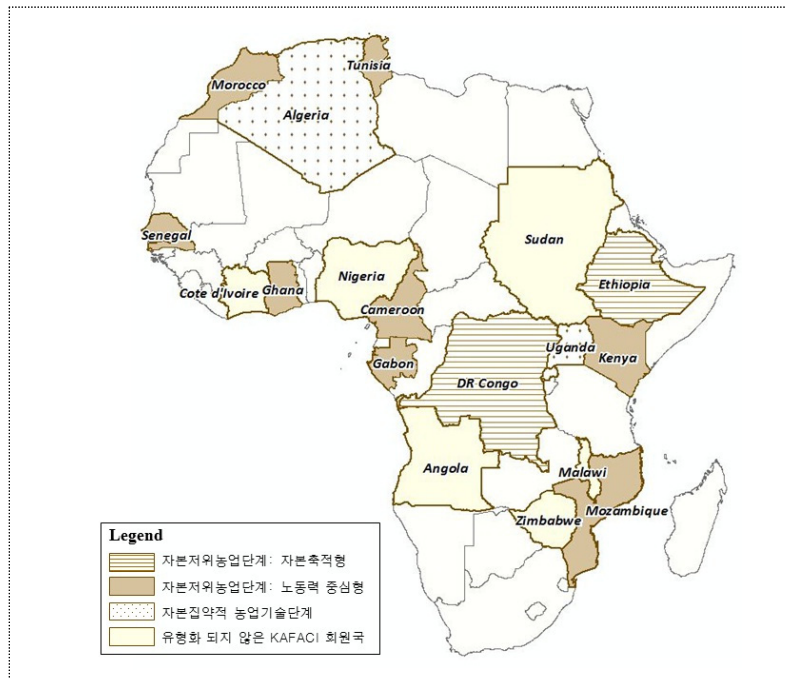 Tunisia
Morocco
Algeria
Senegal
Sudan
Nigeria
Ethiopia
Cote d'Ivoire
Ghana
Cameroon
Uganda
Kenya
Gabon
DR Congo
Angola
Malawi
Mozambique
Zimbabwe
Legend
자본저위농업단계: 자본축적형
자본저위농업단계: 노동력 중심형
자본집약적 농업기술단계
유형화 되지 않은 KAFACI 회원국